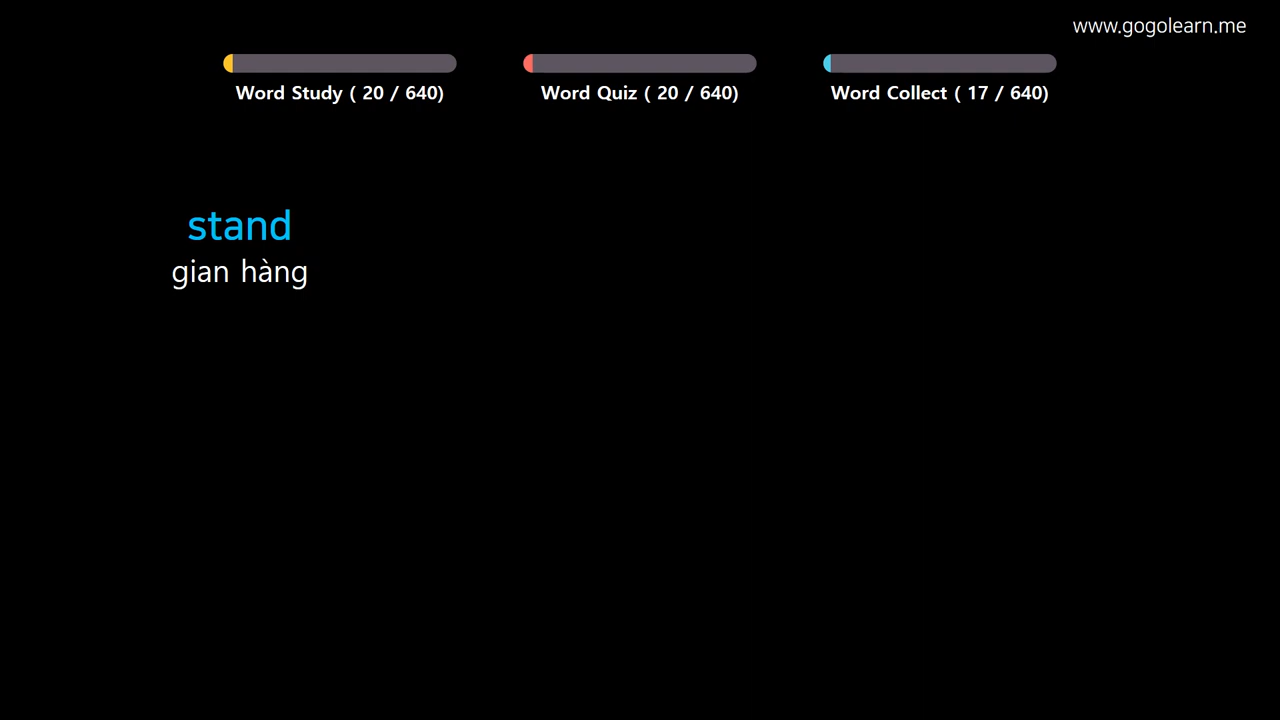 www.gogolearn.me
Word Study ( 20 / 640)
Word Quiz ( 20 / 640)
Word Collect ( 17 / 640)
stand
gian hàng